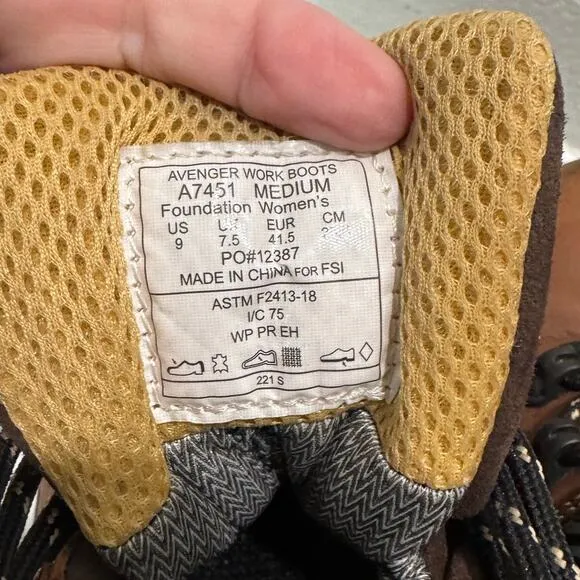 AVENGER WORK BOOTS
A7451 MEDIUM
Foundation Women's
US EUR CM
9 7.5 41.5
PO#12387
MADE IN CHINA FOR FSI
ASTM F2413-18
I/C 75
WP PR EH
221 S